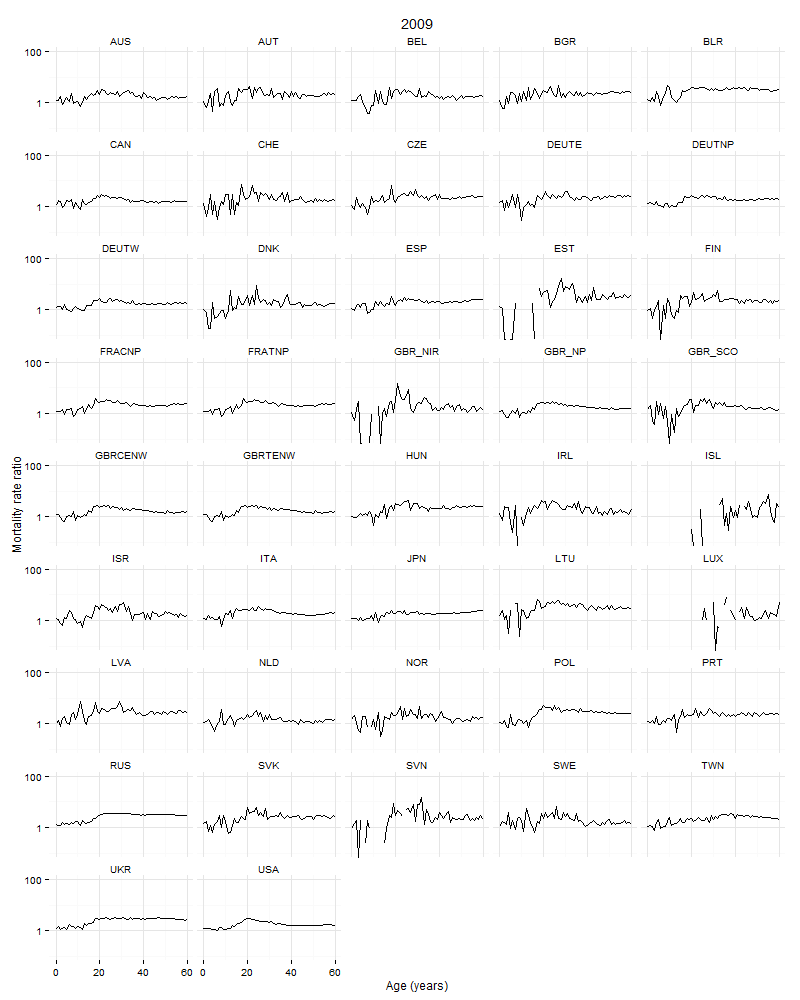 2009
AUS AUT BEL BGR BLR
100
1
CAN CHE CZE DEUTE DEUTNP
100
1
DEUTW DNK ESP EST FIN
100
1
FRACNP FRATNP GBR_NIR GBR_NP GBR_SCO
100
1
Mortality rate ratio
GBRCENW GBRTENW HUN IRL ISL
100
1
ISR ITA JPN LTU LUX
100
1
LVA NLD NOR POL PRT
100
1
RUS SVK SVN SWE TWN
100
1
UKR USA
100
1
0 20 40 60 0 20 40 60
Age (years)